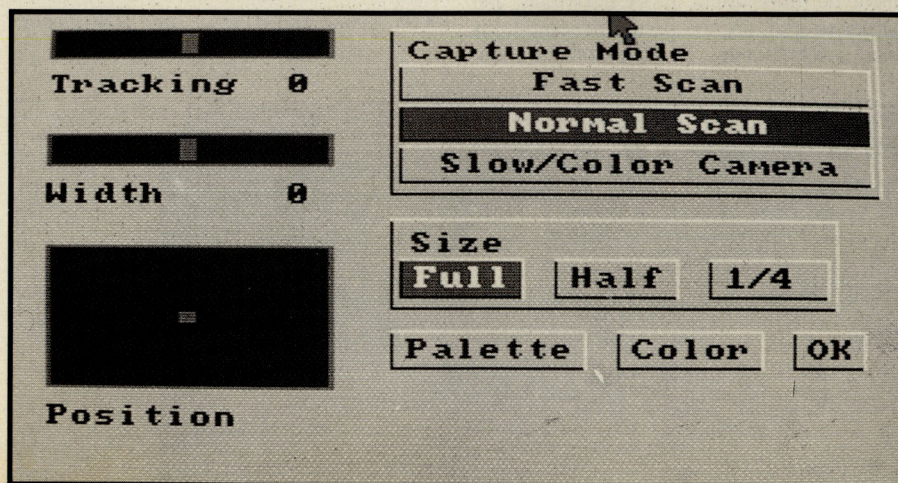 Tracking 0
Width 0
Position
Capture Mode
Fast Scan
Normal Scan
Slow/Color Camera
Size
Full Half 1/4
Palette Color OK